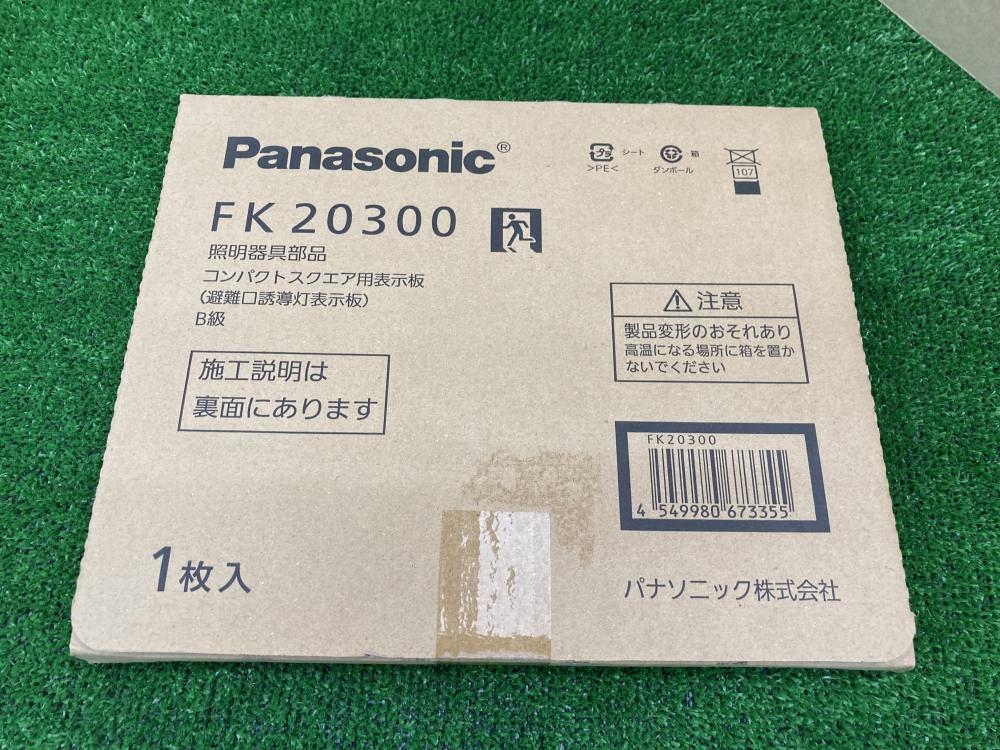 Panasonic®
FK20300
照明器具部品
コンパクトスクエア用表示板
(避難口誘導灯表示板)
B級
施工説明は
裏面にあります
1枚入
プラ
シート
>PE<
箱
ダンボール
107
⚠注意
製品変形のおそれあり
高温になる場所に箱を置か
ないでください
FK20300
4 549980 673355
パナソニック株式会社